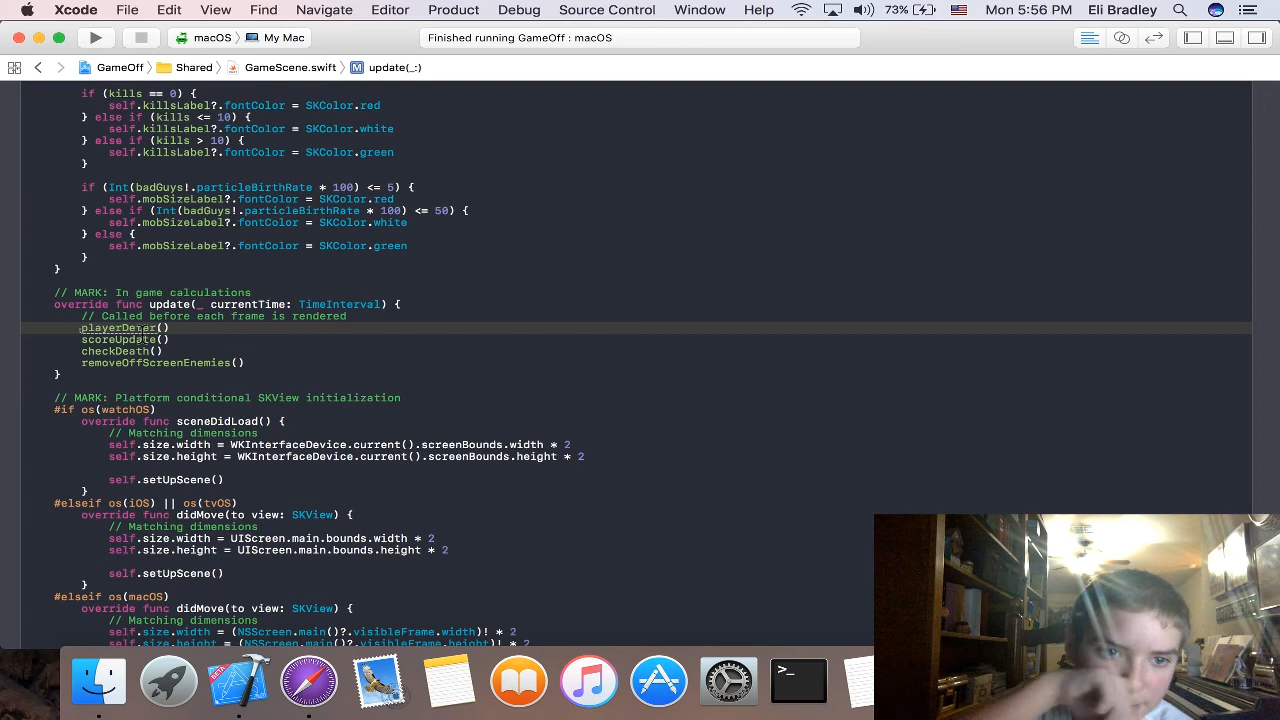 Xcode File Edit View Find Navigate Editor Product Debug Source Control Window Help 73% Mon 5:56 PM Eli Bradley
macOS My Mac Finished running GameOff : macOS
GameOff Shared GameScene.swift M update(_:)
if (kills == 0) {
self.killsLabel?.fontColor = SKColor.red
} else if (kills <= 10) {
self.killsLabel?.fontColor = SKColor.white
} else if (kills > 10) {
self.killsLabel?.fontColor = SKColor.green
}
if (Int(badGuys!.particleBirthRate * 100) <= 5) {
self.mobSizeLabel?.fontColor = SKColor.red
} else if (Int(badGuys!.particleBirthRate * 100) <= 50) {
self.mobSizeLabel?.fontColor = SKColor.white
} else {
self.mobSizeLabel?.fontColor = SKColor.green
}
}
// MARK: In game calculations
override func update(_ currentTime: TimeInterval) {
// Called before each frame is rendered
playerDeter()
scoreUpdate()
checkDeath()
removeOffScreenEnemies()
}
// MARK: Platform conditional SKView initialization
#if os(watchOS)
override func sceneDidLoad() {
// Matching dimensions
self.size.width = WKInterfaceDevice.current().screenBounds.width * 2
self.size.height = WKInterfaceDevice.current().screenBounds.height * 2
self.setUpScene()
}
#elseif os(iOS) || os(tvOS)
override func didMove(to view: SKView) {
// Matching dimensions
self.size.width = UIScreen.main.bounds.width * 2
self.size.height = UIScreen.main.bounds.height * 2
self.setUpScene()
}
#elseif os(macOS)
override func didMove(to view: SKView) {
// Matching dimensions
self.size.width = (NSScreen.main()?.visibleFrame.width)! * 2
self.size.height = (NSScreen.main()?.visibleFrame.height)! * 2